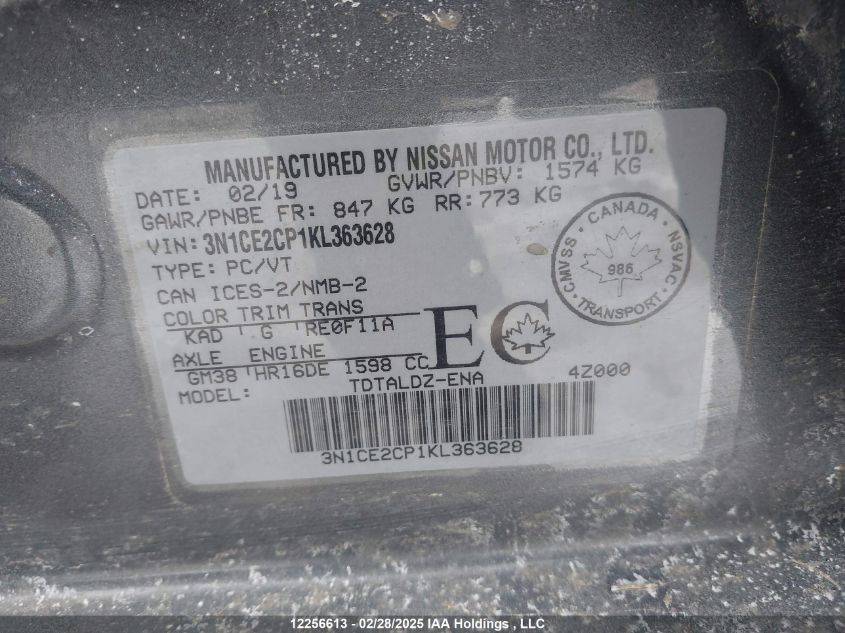 MANUFACTURED BY NISSAN MOTOR CO., LTD.
DATE: 02/19 GVWR/PNBV: 1574 KG
GAWR/PNBE FR: 847 KG RR: 773 KG
VIN: 3N1CE2CP1KL363628
TYPE: PC/VT
CAN ICES-2/NMB-2
COLOR TRIM TRANS
KAD G RE0F11A
AXLE ENGINE
GM38 HR16DE 1598 CC
MODEL: TDTALDZ-ENA 4Z000
EC
CANADA
CMVSS 986 NSVAC
TRANSPORT
3N1CE2CP1KL363628
12256613 - 02/28/2025 IAA Holdings , LLC